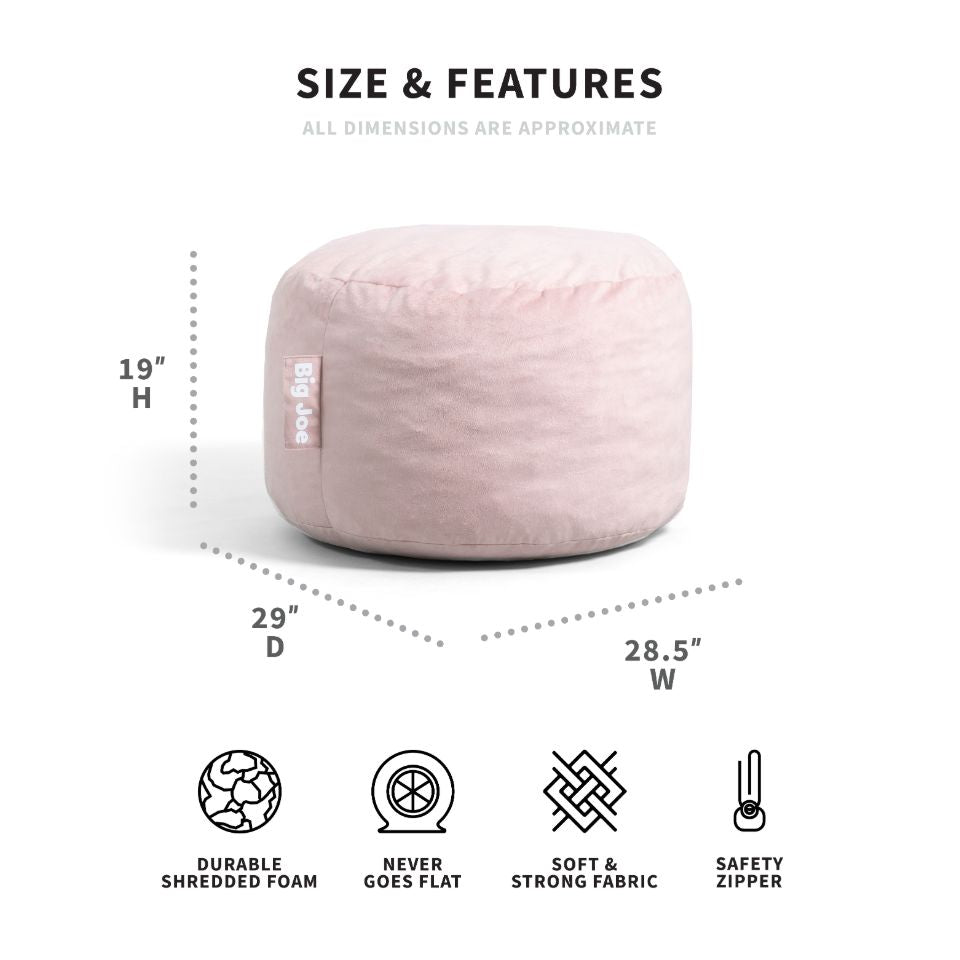 SIZE & FEATURES
ALL DIMENSIONS ARE APPROXIMATE
19"
H
Big Joe
29"
D
28.5"
W
DURABLE
SHREDDED FOAM
NEVER
GOES FLAT
SOFT &
STRONG FABRIC
SAFETY
ZIPPER